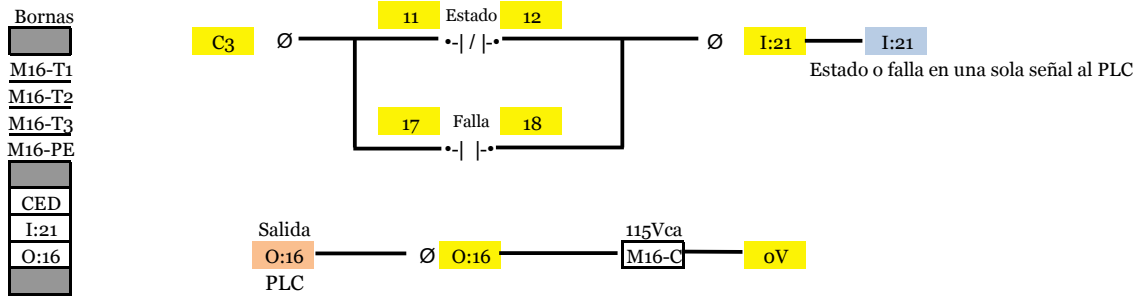 Bornas
M16-T1
M16-T2
M16-T3
M16-PE
CED
I:21
O:16
11 Estado 12
C3 Ø •-| / |-• Ø I:21 I:21
Estado o falla en una sola señal al PLC
17 Falla 18
•-| |-•
Salida 115Vca
O:16 Ø O:16 M16-C 0V
PLC